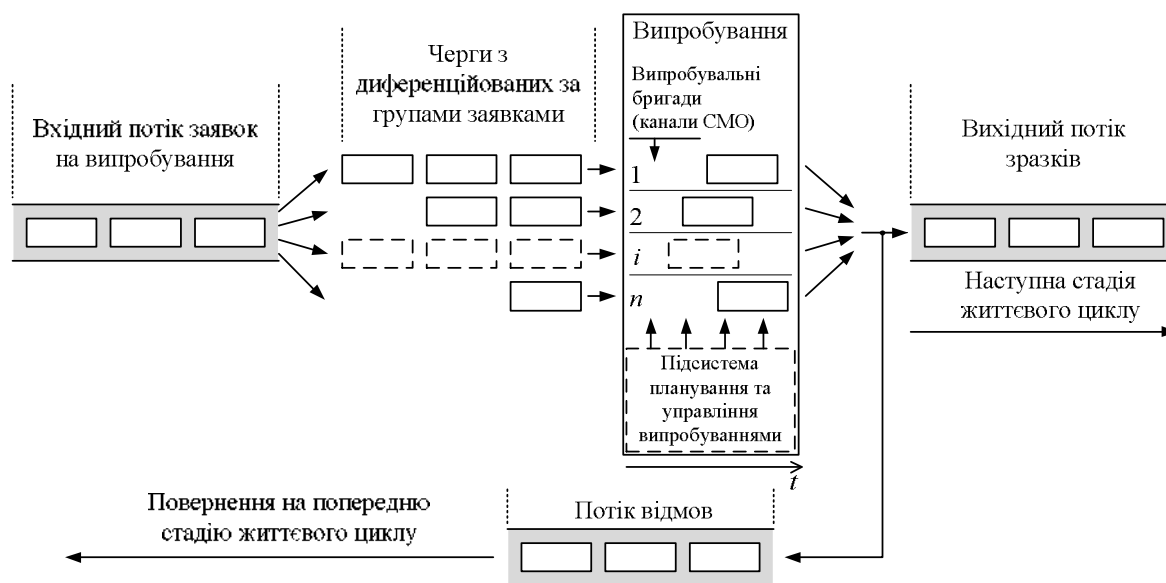 Вхідний потік заявок
на випробування
Черги з
диференційованих за
групами заявками
Випробування
Випробувальні
бригади
(канали СМО)
1
2
i
n
Підсистема
планування та
управління
випробуваннями
t
Вихідний потік
зразків
Наступна стадія
життєвого циклу
Повернення на попередню
стадію життєвого циклу
Потік відмов